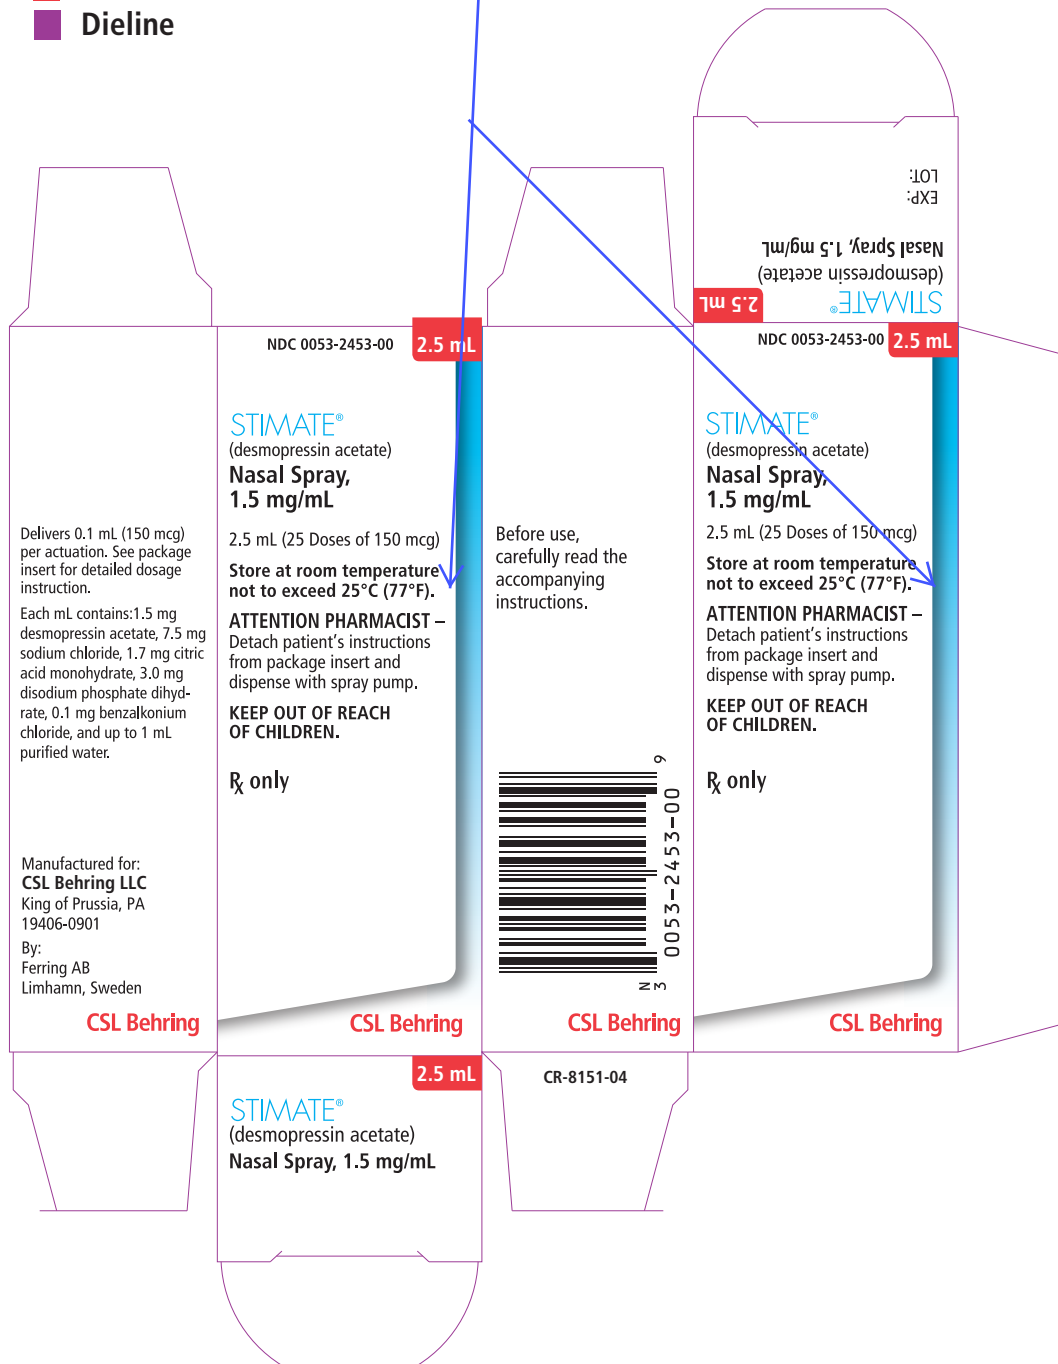 Dieline
LOT:
EXP:
Nasal Spray, 1.5 mg/mL
(desmopressin acetate)
STIMATE®
2.5 mL
Delivers 0.1 mL (150 mcg)
per actuation. See package
insert for detailed dosage
instruction.
Each mL contains:1.5 mg
desmopressin acetate, 7.5 mg
sodium chloride, 1.7 mg citric
acid monohydrate, 3.0 mg
disodium phosphate dihyd-
rate, 0.1 mg benzalkonium
chloride, and up to 1 mL
purified water.
Manufactured for:
CSL Behring LLC
King of Prussia, PA
19406-0901
By:
Ferring AB
Limhamn, Sweden
CSL Behring
NDC 0053-2453-00
2.5 mL
STIMATE®
(desmopressin acetate)
Nasal Spray,
1.5 mg/mL
2.5 mL (25 Doses of 150 mcg)
Store at room temperature
not to exceed 25°C (77°F).
ATTENTION PHARMACIST –
Detach patient's instructions
from package insert and
dispense with spray pump.
KEEP OUT OF REACH
OF CHILDREN.
Rx only
CSL Behring
Before use,
carefully read the
accompanying
instructions.
N
3 0053-2453-00 9
CSL Behring
NDC 0053-2453-00
2.5 mL
STIMATE®
(desmopressin acetate)
Nasal Spray,
1.5 mg/mL
2.5 mL (25 Doses of 150 mcg)
Store at room temperature
not to exceed 25°C (77°F).
ATTENTION PHARMACIST –
Detach patient's instructions
from package insert and
dispense with spray pump.
KEEP OUT OF REACH
OF CHILDREN.
Rx only
CSL Behring
2.5 mL
STIMATE®
(desmopressin acetate)
Nasal Spray, 1.5 mg/mL
CR-8151-04